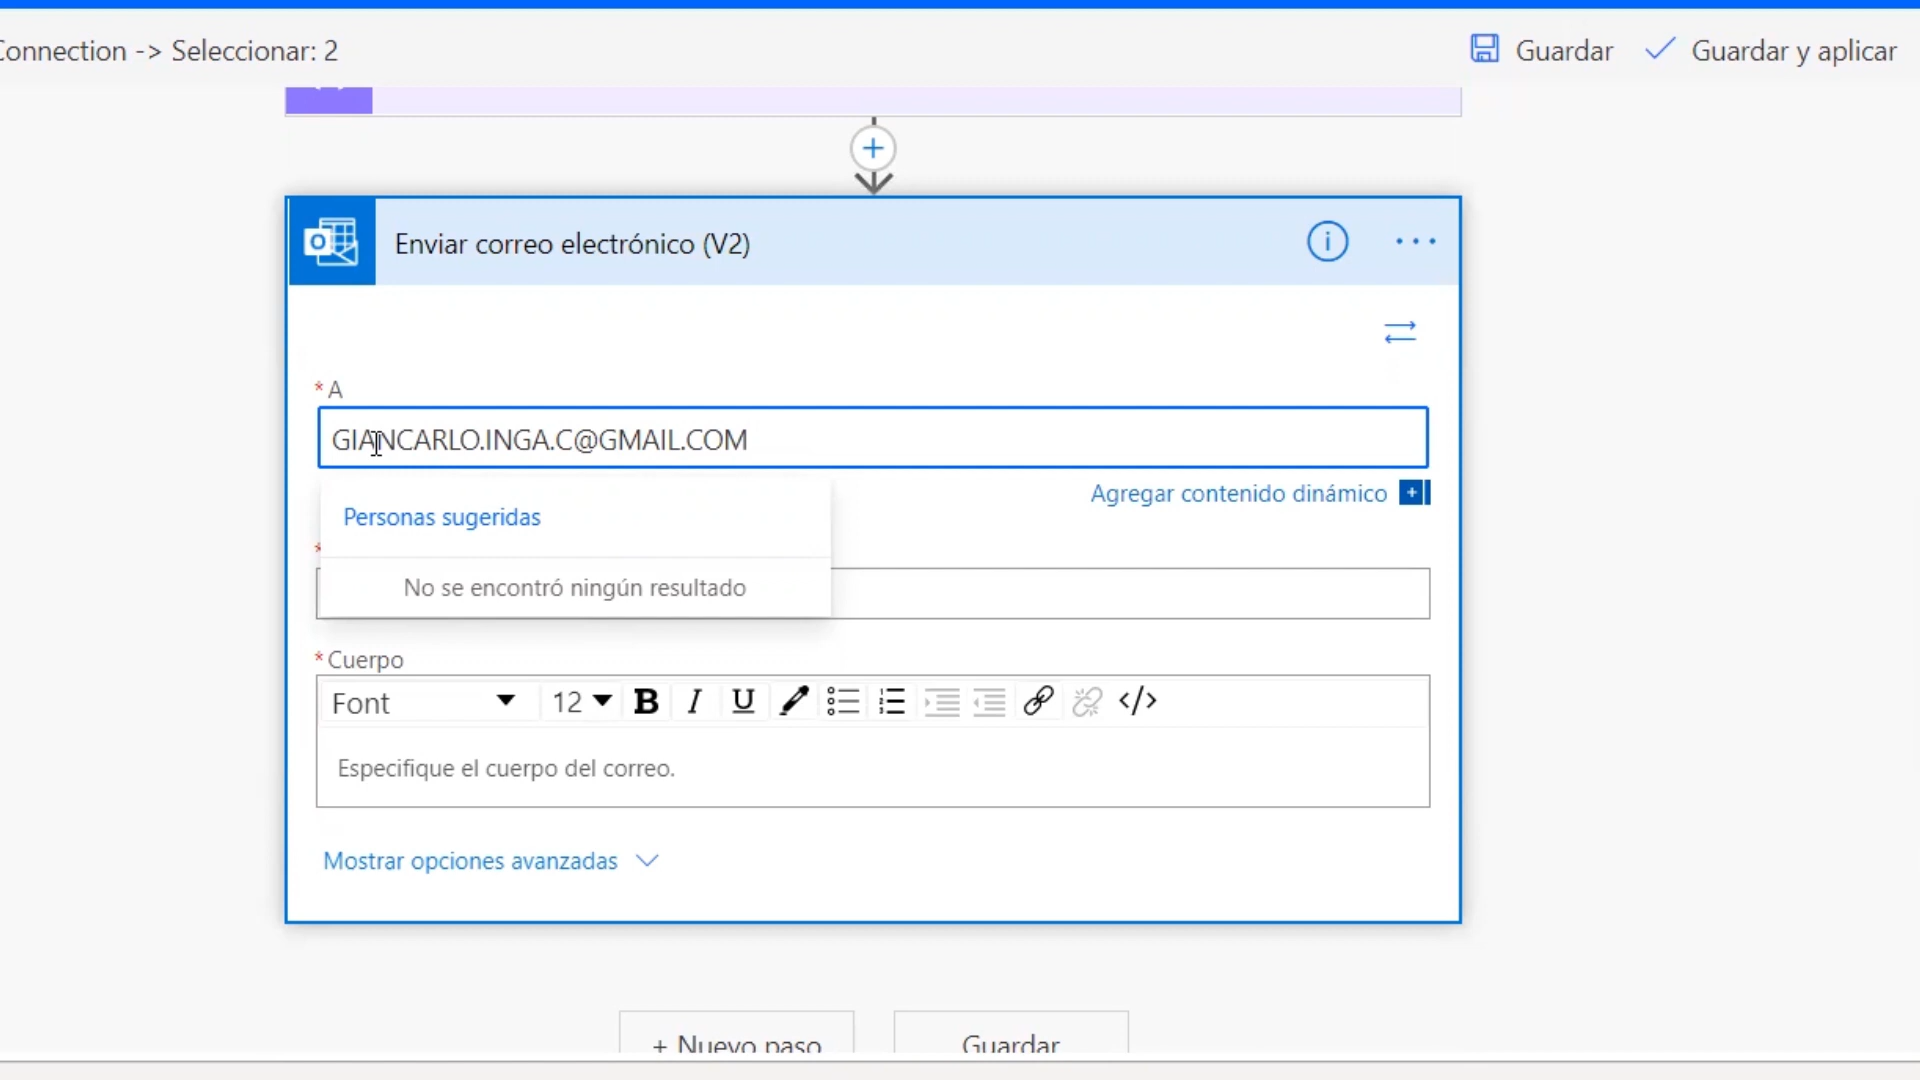 Connection -> Seleccionar: 2
Guardar
Guardar y aplicar
Enviar correo electrónico (V2)
* A
GIANCARLO.INGA.C@GMAIL.COM
Agregar contenido dinámico
Personas sugeridas
*
No se encontró ningún resultado
* Cuerpo
Font
12
B
I
U
</>
Especifique el cuerpo del correo.
Mostrar opciones avanzadas
+ Nuevo paso
Guardar